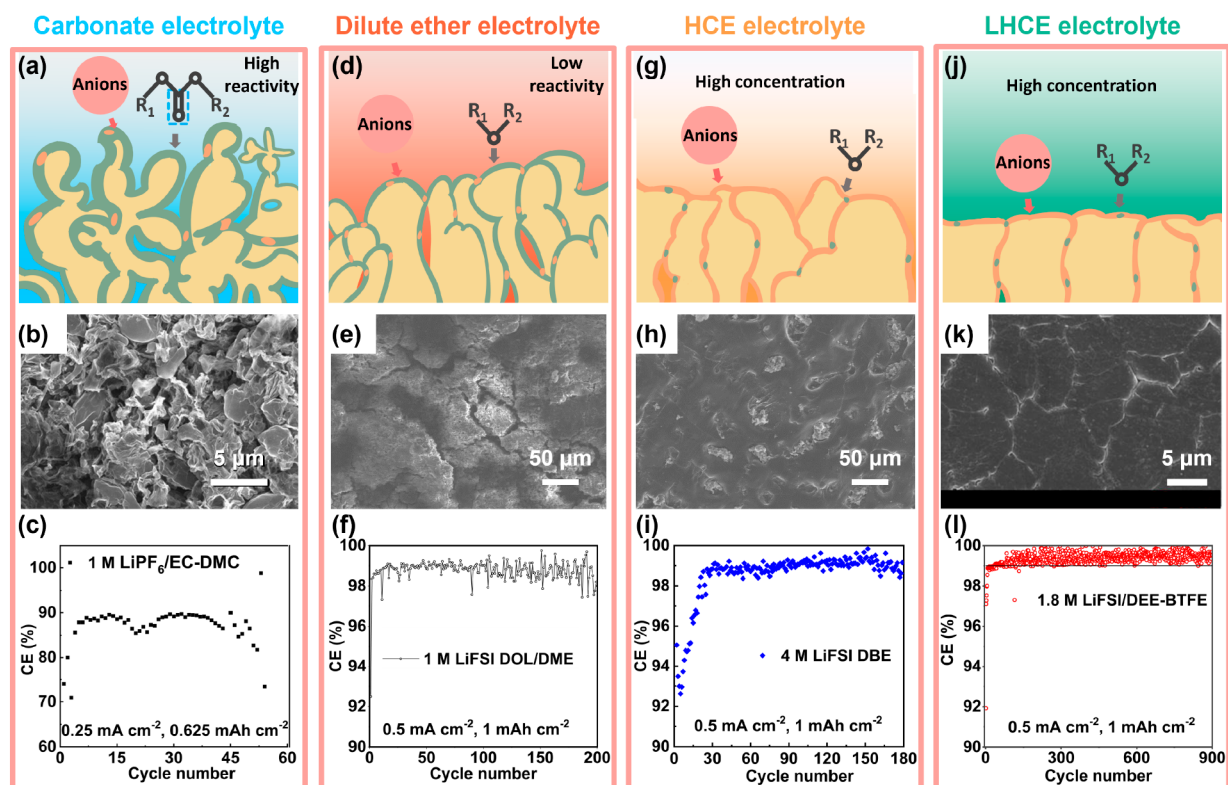 Carbonate electrolyte
Dilute ether electrolyte
HCE electrolyte
LHCE electrolyte
(a)
Anions
High
reactivity
R1
R2
(d)
Low
reactivity
Anions
R1 R2
(g)
High concentration
Anions
R1
R2
(j)
High concentration
Anions
R1
R2
(b)
5 μm
(e)
50 μm
(h)
50 μm
(k)
5 μm
(c)
1 M LiPF6/EC-DMC
CE (%)
100
90
80
70
60
0.25 mA cm-2, 0.625 mAh cm-2
0 15 30 45 60
Cycle number
(f)
CE (%)
100
98
96
94
92
90
1 M LiFSI DOL/DME
0.5 mA cm-2, 1 mAh cm-2
0 50 100 150 200
Cycle number
(i)
CE (%)
100
98
96
94
92
90
4 M LiFSI DBE
0.5 mA cm-2, 1 mAh cm-2
0 30 60 90 120 150 180
Cycle number
(l)
CE (%)
100
98
96
94
92
90
1.8 M LiFSI/DEE-BTFE
0.5 mA cm-2, 1 mAh cm-2
0 300 600 900
Cycle number